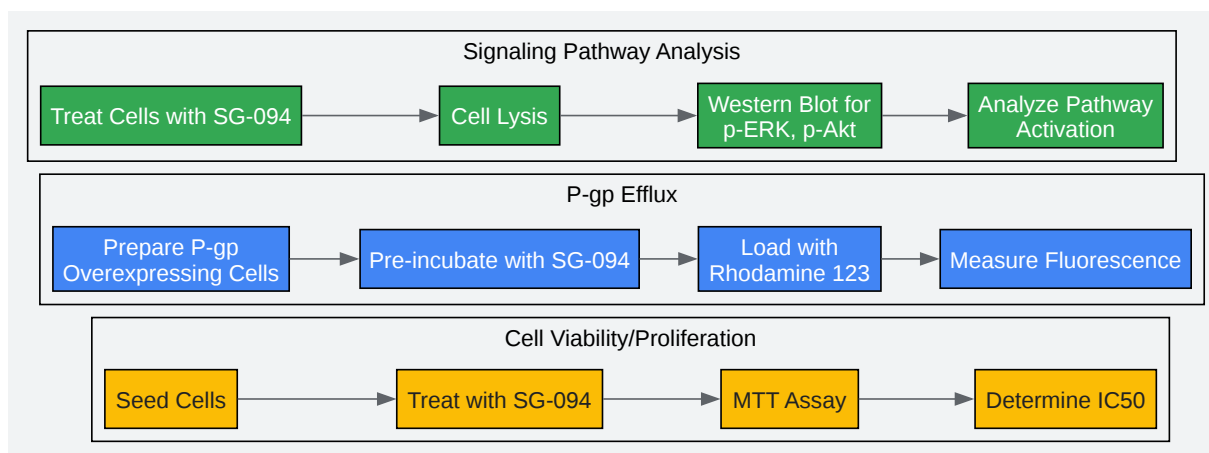 Signaling Pathway Analysis
Treat Cells with SG-094
Cell Lysis
Western Blot for
p-ERK, p-Akt
Analyze Pathway
Activation
P-gp Efflux
Prepare P-gp
Overexpressing Cells
Pre-incubate with SG-094
Load with
Rhodamine 123
Measure Fluorescence
Cell Viability/Proliferation
Seed Cells
Treat with SG-094
MTT Assay
Determine IC50